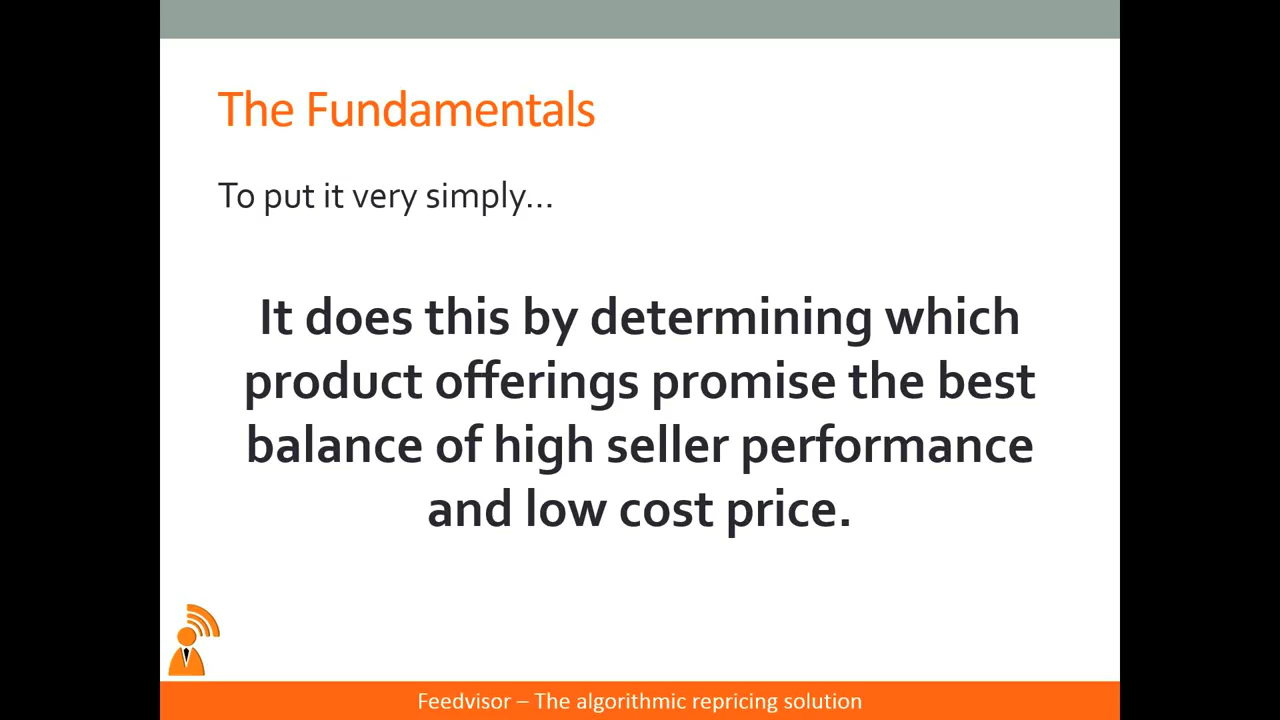 The Fundamentals
To put it very simply...
It does this by determining which
product offerings promise the best
balance of high seller performance
and low cost price.
Feedvisor – The algorithmic repricing solution